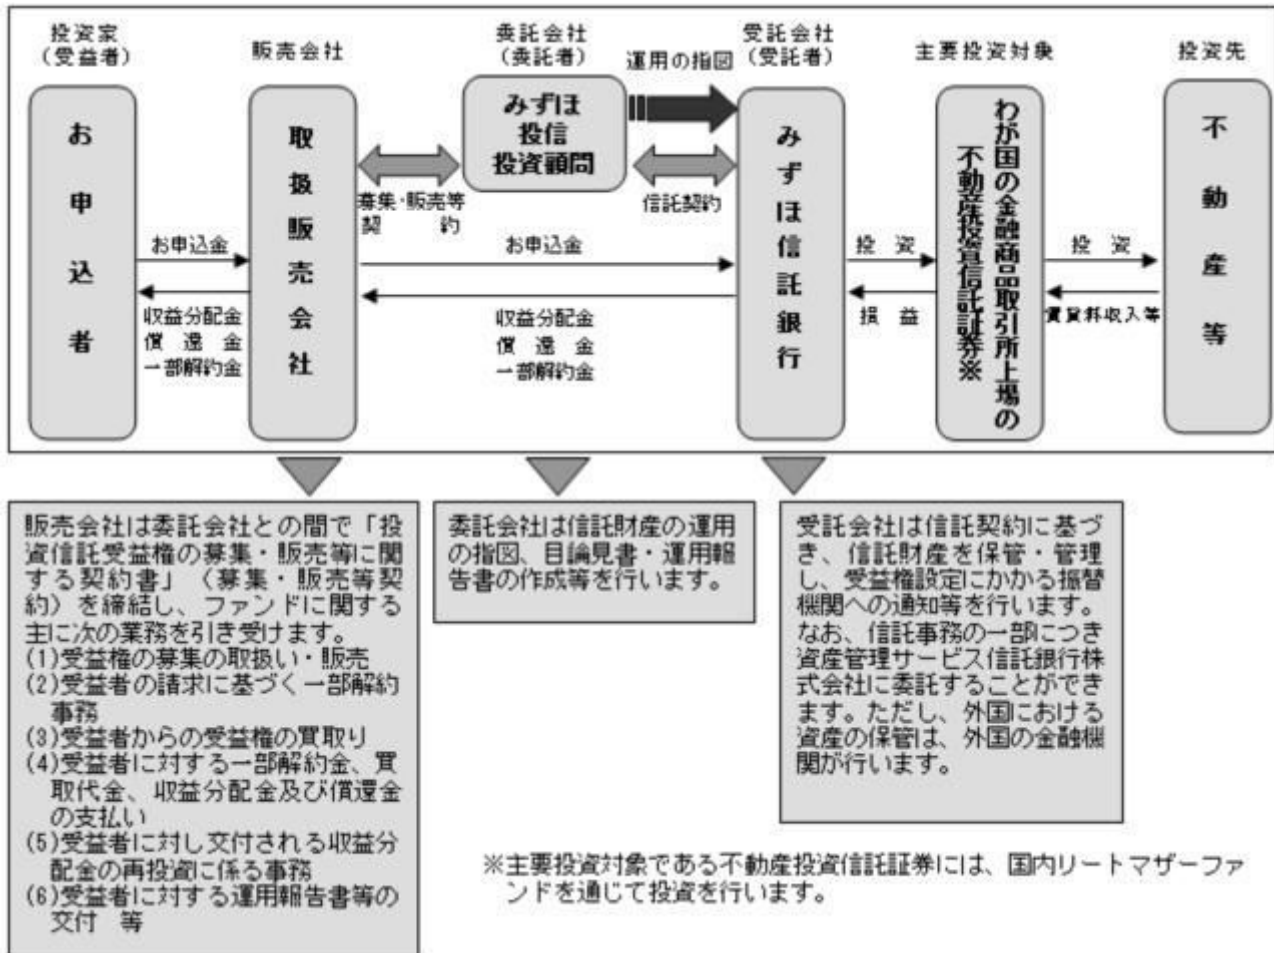 投資家
（受益者）
販売会社
委託会社
（委託者）
運用の指図
受託会社
（受託者）
主要投資対象
投資先
お申込者
取扱販売会社
みずほ
投信
投資顧問
みずほ信託銀行
わが国の金融商品取引所上場の
不動産投資信託証券※
不動産等
募集・販売等
契約
信託契約
お申込金
収益分配金
償還金
一部解約金
お申込金
収益分配金
償還金
一部解約金
投資
損益
投資
賃貸料収入等
販売会社は委託会社との間で「投
資信託受益権の募集・販売等に関
する契約書」（募集・販売等契
約）を締結し、ファンドに関する
主に次の業務を引き受けます。
(1)受益権の募集の取扱い・販売
(2)受益者の請求に基づく一部解約
事務
(3)受益者からの受益権の買取り
(4)受益者に対する一部解約金、買
取代金、収益分配金及び償還金
の支払い
(5)受益者に対し交付される収益分
配金の再投資に係る事務
(6)受益者に対する運用報告書等の
交付　等
委託会社は信託財産の運用
の指図、目論見書・運用報
告書の作成等を行います。
受託会社は信託契約に基づ
き、信託財産を保管・管理
し、受益権設定にかかる振替
機関への通知等を行います。
なお、信託事務の一部につき
資産管理サービス信託銀行株
式会社に委託することができ
ます。ただし、外国における
資産の保管は、外国の金融機
関が行います。
※主要投資対象である不動産投資信託証券には、国内リートマザーファ
ンドを通じて投資を行います。